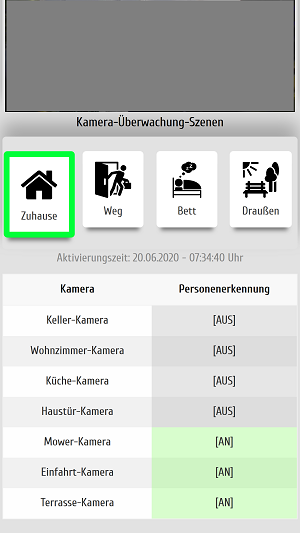 Kamera-Überwachung-Szenen
Zuhause Weg Bett Draußen
Aktivierungszeit: 20.06.2020 - 07:34:40 Uhr
Kamera Personenerkennung
Keller-Kamera [AUS]
Wohnzimmer-Kamera [AUS]
Küche-Kamera [AUS]
Haustür-Kamera [AUS]
Mower-Kamera [AN]
Einfahrt-Kamera [AN]
Terrasse-Kamera [AN]